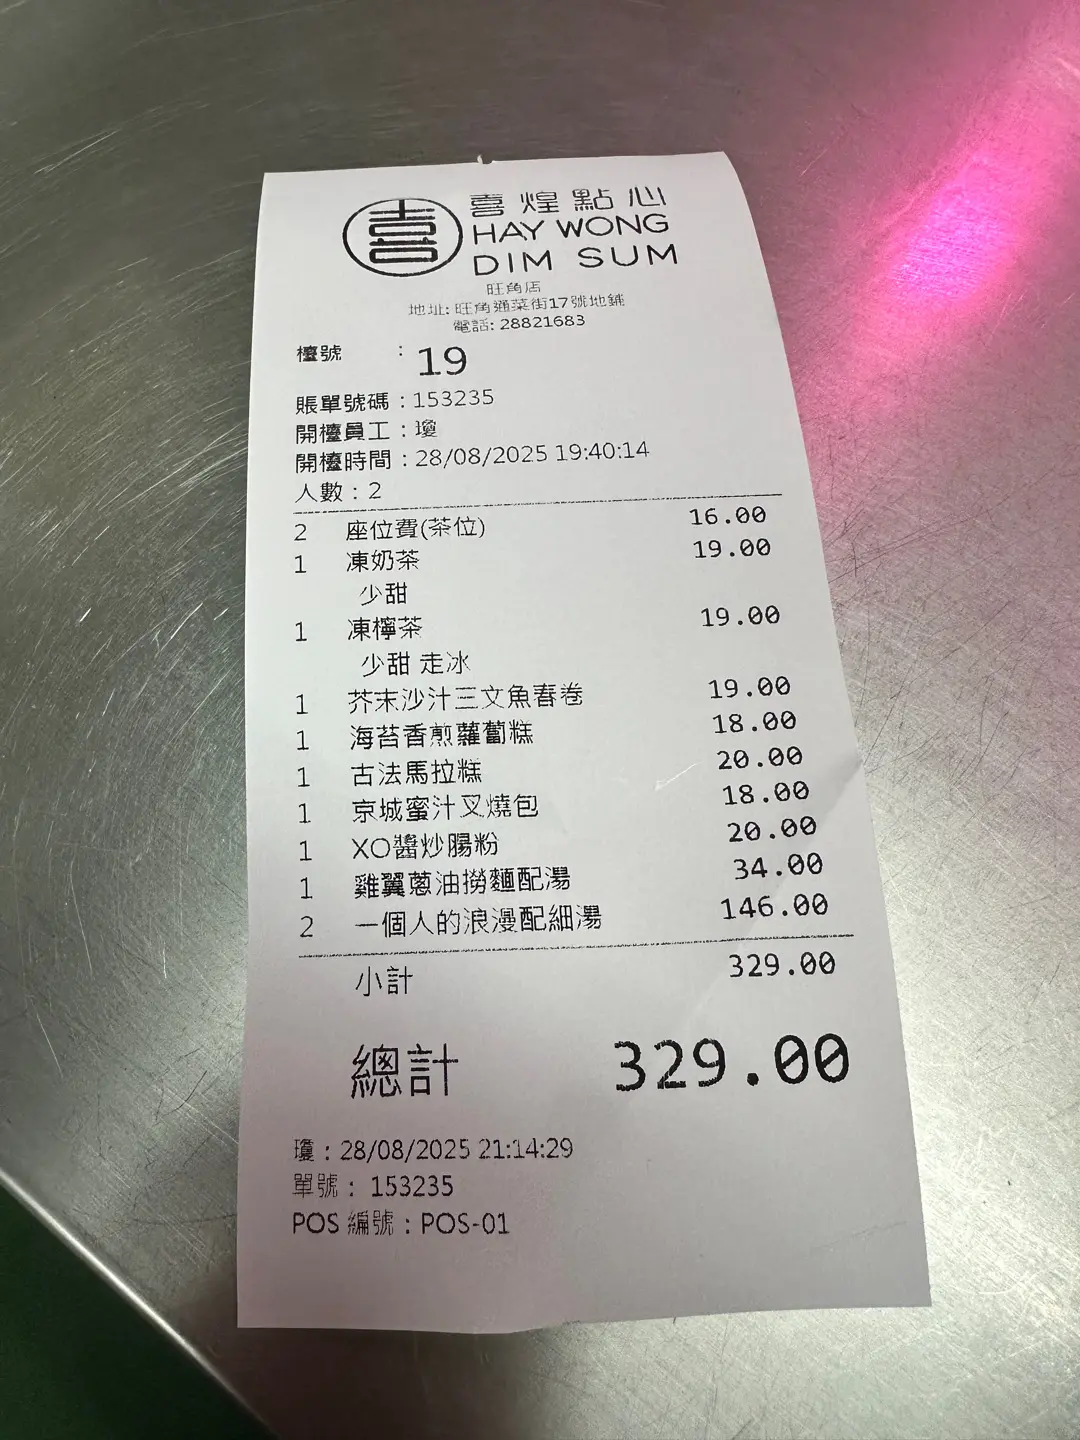 喜
喜煌點心
HAY WONG
DIM SUM
旺角店
地址: 旺角通菜街17號地鋪
電話: 28821683
檯號 : 19
賬單號碼 : 153235
開檯員工 : 瓊
開檯時間 : 28/08/2025 19:40:14
人數 : 2
2 座位費(茶位) 16.00
1 凍奶茶 19.00
少甜
1 凍檸茶 19.00
少甜 走冰
1 芥末沙汁三文魚春卷 19.00
1 海苔香煎蘿蔔糕 18.00
1 古法馬拉糕 20.00
1 京城蜜汁叉燒包 18.00
1 XO醬炒腸粉 20.00
1 雞翼蔥油撈麵配湯 34.00
2 一個人的浪漫配細湯 146.00
小計 329.00
總計 329.00
瓊 : 28/08/2025 21:14:29
單號 : 153235
POS 編號 : POS-01